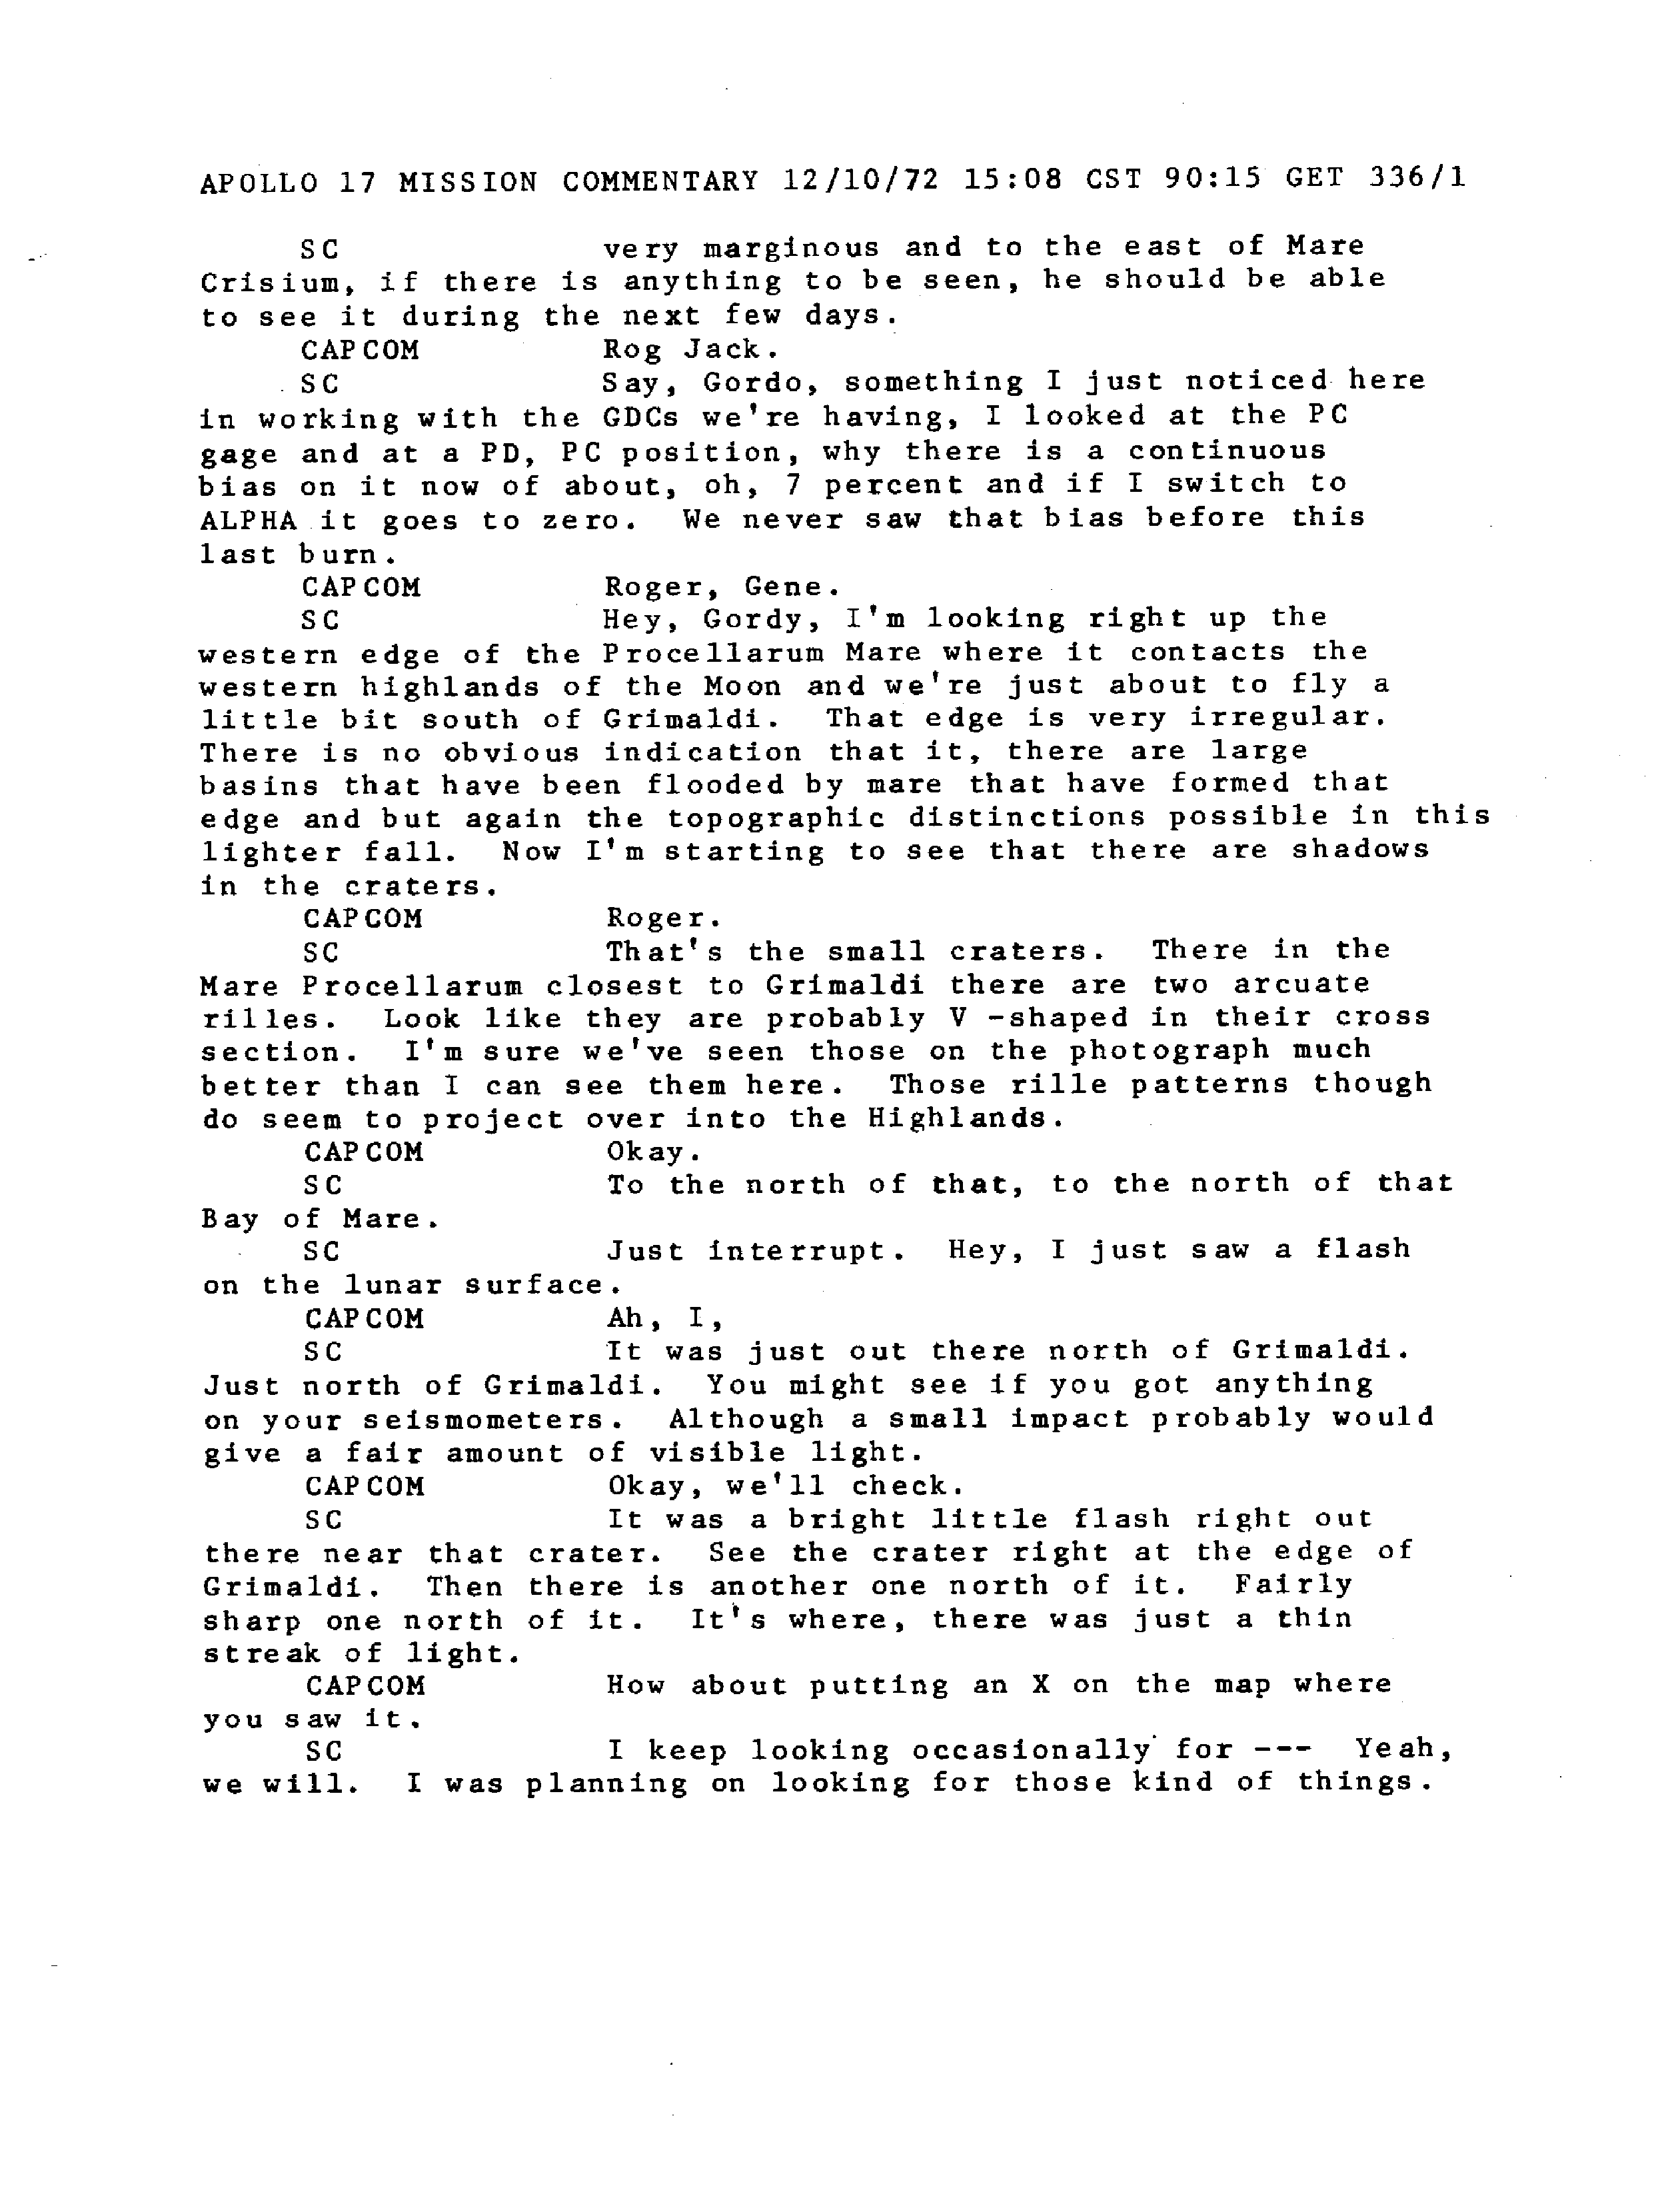 APOLLO 17 MISSION COMMENTARY 12/10/72 15:08 CST 90:15 GET 336/1
SC very marginous and to the east of Mare
Crisium, if there is anything to be seen, he should be able
to see it during the next few days.
CAPCOM Rog Jack.
SC Say, Gordo, something I just noticed here
in working with the GDCs we're having, I looked at the PC
gage and at a PD, PC position, why there is a continuous
bias on it now of about, oh, 7 percent and if I switch to
ALPHA it goes to zero. We never saw that bias before this
last burn.
CAPCOM Roger, Gene.
SC Hey, Gordy, I'm looking right up the
western edge of the Procellarum Mare where it contacts the
western highlands of the Moon and we're just about to fly a
little bit south of Grimaldi. That edge is very irregular.
There is no obvious indication that it, there are large
basins that have been flooded by mare that have formed that
edge and but again the topographic distinctions possible in this
lighter fall. Now I'm starting to see that there are shadows
in the craters.
CAPCOM Roger.
SC That's the small craters. There in the
Mare Procellarum closest to Grimaldi there are two arcuate
rilles. Look like they are probably V -shaped in their cross
section. I'm sure we've seen those on the photograph much
better than I can see them here. Those rille patterns though
do seem to project over into the Highlands.
CAPCOM Okay.
SC To the north of that, to the north of that
Bay of Mare.
SC Just interrupt. Hey, I just saw a flash
on the lunar surface.
CAPCOM Ah, I,
SC It was just out there north of Grimaldi.
Just north of Grimaldi. You might see if you got anything
on your seismometers. Although a small impact probably would
give a fair amount of visible light.
CAPCOM Okay, we'll check.
SC It was a bright little flash right out
there near that crater. See the crater right at the edge of
Grimaldi. Then there is another one north of it. Fairly
sharp one north of it. It's where, there was just a thin
streak of light.
CAPCOM How about putting an X on the map where
you saw it.
SC I keep looking occasionally for --- Yeah,
we will. I was planning on looking for those kind of things.